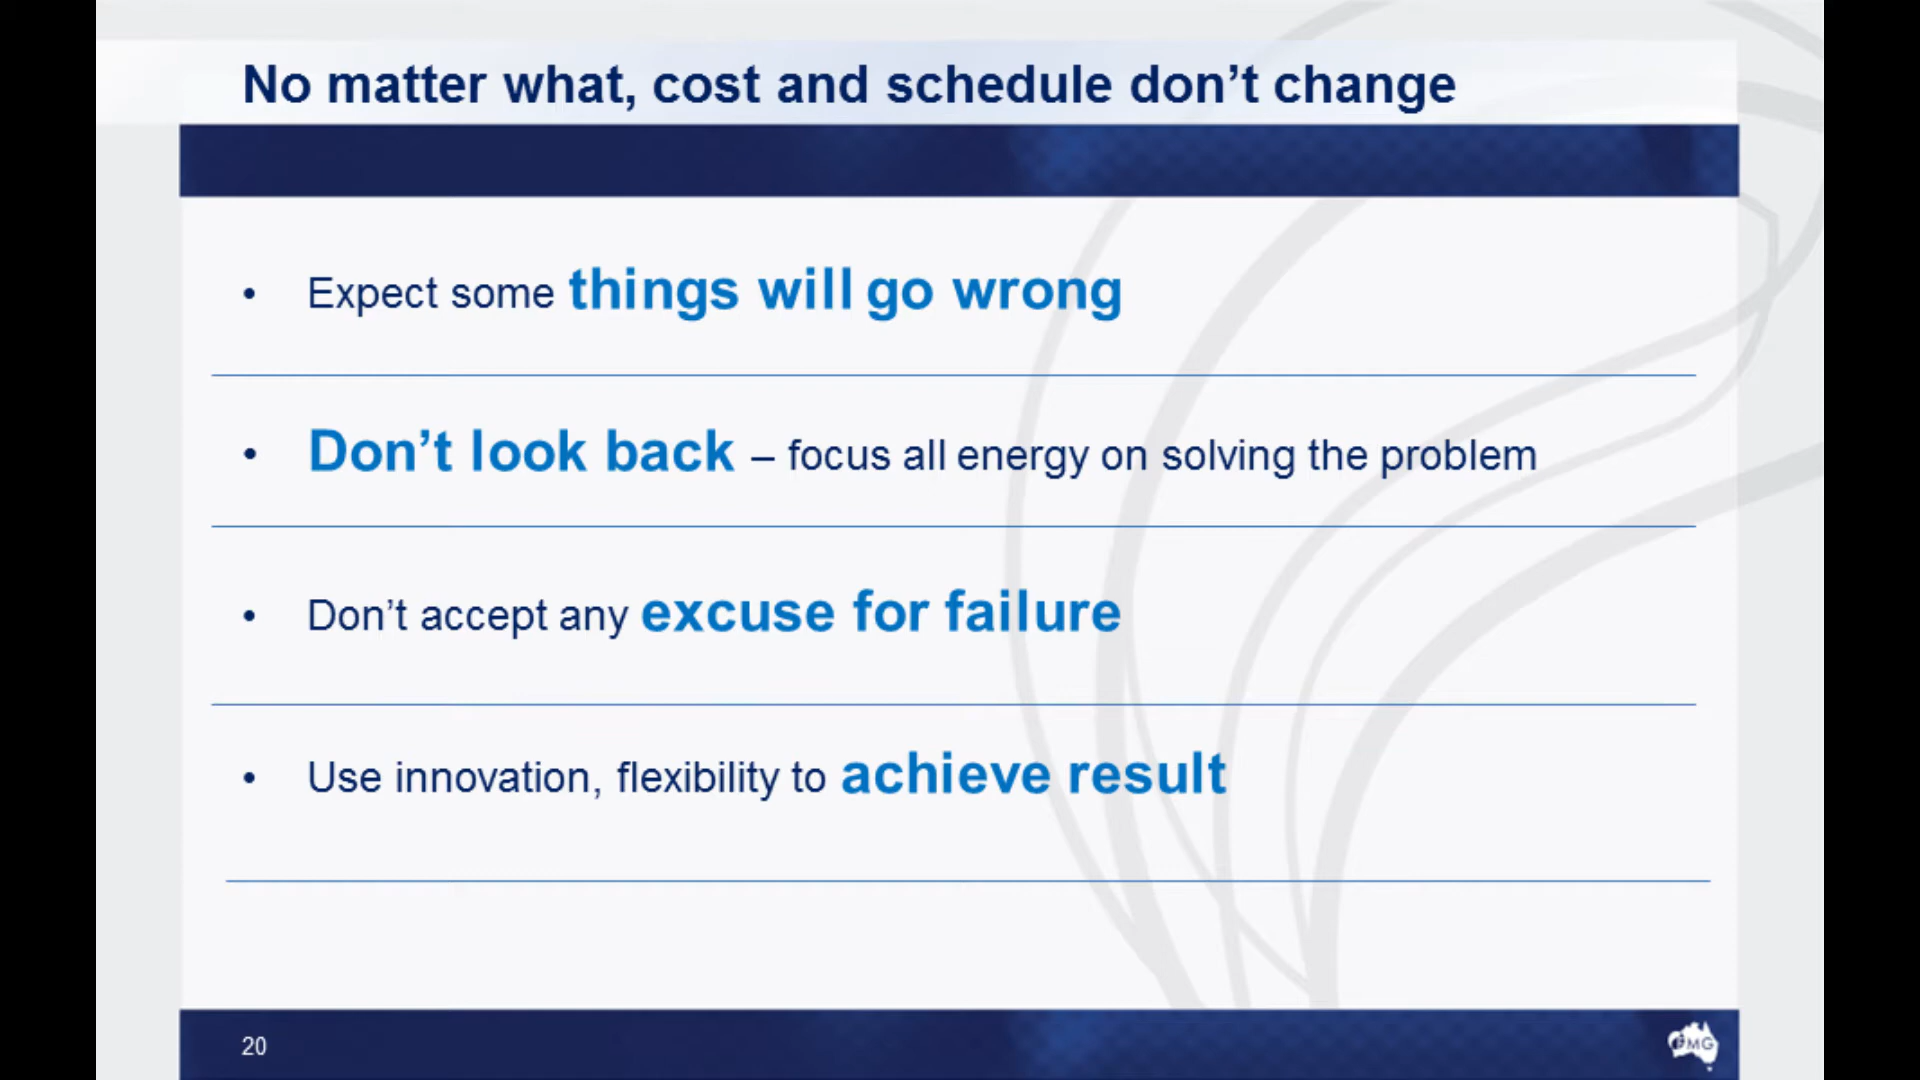 No matter what, cost and schedule don’t change
• Expect some things will go wrong
• Don’t look back – focus all energy on solving the problem
• Don’t accept any excuse for failure
• Use innovation, flexibility to achieve result
20